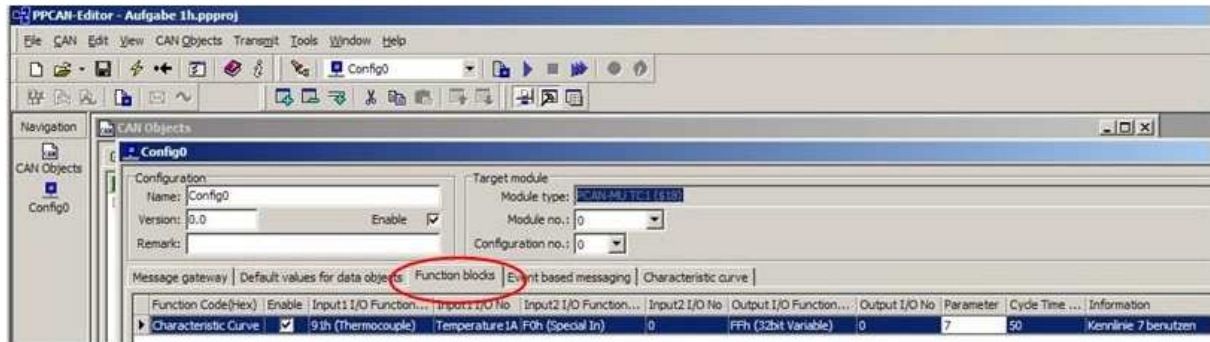 PPCAN-Editor - Aufgabe 1h.ppproj
File CAN Edit View CAN Objects Transmit Tools Window Help
Config0
Navigation
CAN Objects
Config0
CAN Objects
Config0
Configuration
Name: Config0
Version: 0.0 Enable
Remark:
Target module
Module type: PCAN-MU TC1 ($18)
Module no.: 0
Configuration no.: 0
Message gateway Default values for data objects Function blocks Event based messaging Characteristic curve
Function Code(Hex) Enable Input1 I/O Function... Input1 I/O No Input2 I/O Function... Input2 I/O No Output I/O Function... Output I/O No Parameter Cycle Time ... Information
Characteristic Curve 91h (Thermocouple) Temperature 1A F0h (Special In) 0 FFh (32bit Variable) 0 7 50 Kennlinie 7 benutzen